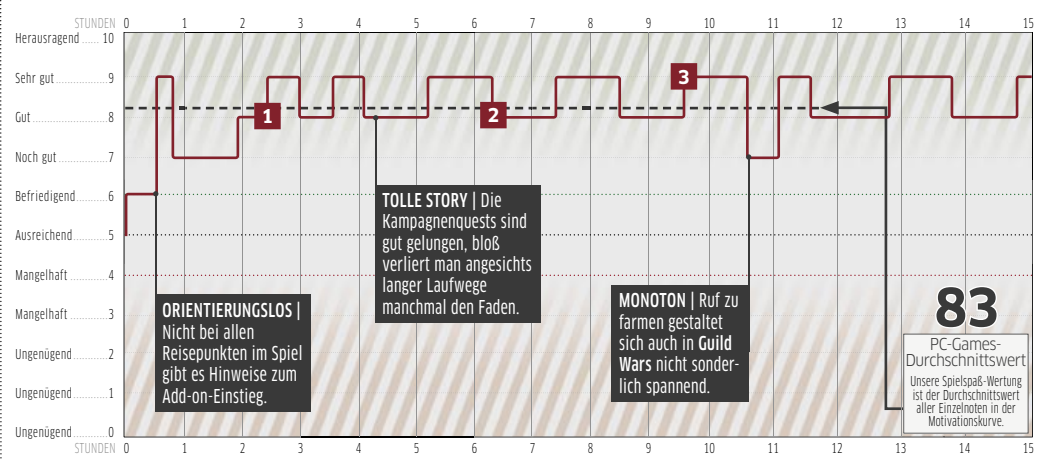 STUNDEN 0 1 2 3 4 5 6 7 8 9 10 11 12 13 14 15
Herausragend ..... 10
Sehr gut ............... 9
Gut ..................... 8
Noch gut ............... 7
Befriedigend ......... 6
Ausreichend .......... 5
Mangelhaft ........... 4
Mangelhaft ........... 3
Ungenügend .......... 2
Ungenügend .......... 1
Ungenügend .......... 0
STUNDEN 0 1 2 3 4 5 6 7 8 9 10 11 12 13 14 15
1
2
3
ORIENTIERUNGSLOS |
Nicht bei allen
Reisepunkten im Spiel
gibt es Hinweise zum
Add-on-Einstieg.
TOLLE STORY | Die
Kampagnenquests sind
gut gelungen, bloß
verliert man angesichts
langer Laufwege
manchmal den Faden.
MONOTON | Ruf zu
farmen gestaltet
sich auch in Guild
Wars nicht sonder-
lich spannend.
83
PC-Games-
Durchschnittswert
Unsere Spielspaß-Wertung
ist der Durchschnittswert
aller Einzelnoten in der
Motivationskurve.